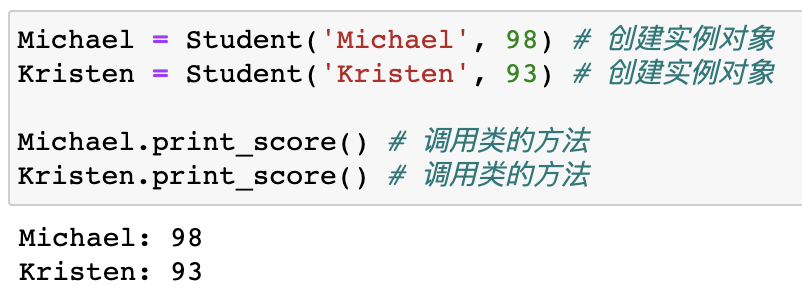 Michael = Student('Michael', 98) # 创建实例对象
Kristen = Student('Kristen', 93) # 创建实例对象
Michael.print_score() # 调用类的方法
Kristen.print_score() # 调用类的方法
Michael: 98
Kristen: 93